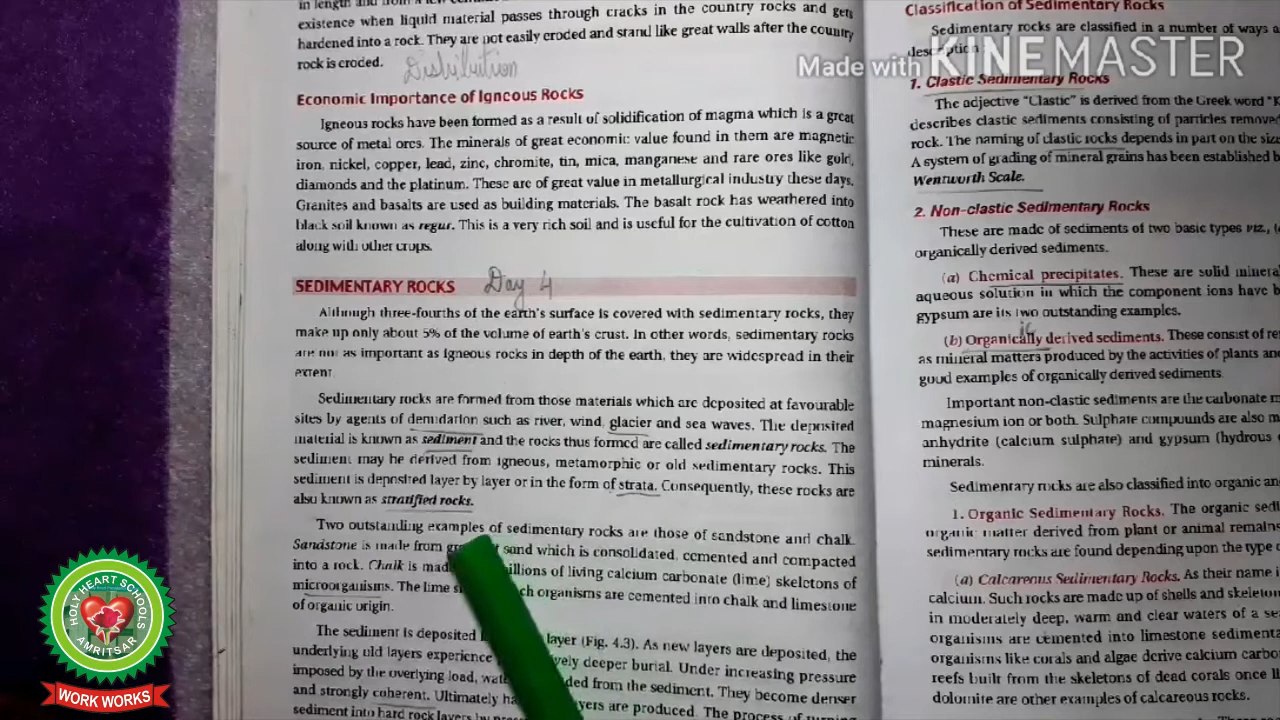 in length and
existence when liquid material passes through cracks in the country rocks and gets
hardened into a rock. They are not easily eroded and stand like great walls after the country
rock is eroded.
Distribution
Economic Importance of Igneous Rocks
Igneous rocks have been formed as a result of solidification of magma which is a great
source of metal ores. The minerals of great economic value found in them are magnetic
iron, nickel, copper, lead, zinc, chromite, tin, mica, manganese and rare ores like gold,
diamonds and the platinum. These are of great value in metallurgical industry these days.
Granites and basalts are used as building materials. The basalt rock has weathered into
black soil known as regur. This is a very rich soil and is useful for the cultivation of cotton
along with other crops.
SEDIMENTARY ROCKS Day 4
Although three-fourths of the earth's surface is covered with sedimentary rocks, they
make up only about 5% of the volume of earth's crust. In other words, sedimentary rocks
are not as important as igneous rocks in depth of the earth, they are widespread in their
extent.
Sedimentary rocks are formed from those materials which are deposited at favourable
sites by agents of denudation such as river, wind, glacier and sea waves. The deposited
material is known as sediment and the rocks thus formed are called sedimentary rocks. The
sediment may be derived from igneous, metamorphic or old sedimentary rocks. This
sediment is deposited layer by layer or in the form of strata. Consequently, these rocks are
also known as stratified rocks.
Two outstanding examples of sedimentary rocks are those of sandstone and chalk.
Sandstone is made from sand which is consolidated, cemented and compacted
into a rock. Chalk is millions of living calcium carbonate (lime) skeletons of
microorganisms. The lime organisms are cemented into chalk and limestone
of organic origin.
The sediment is deposited layer (Fig. 4.3). As new layers are deposited, the
underlying old layers experience deeper burial. Under increasing pressure
imposed by the overlying load, from the sediment. They become denser
and strongly coherent. Ultimately layers are produced. The process of turning
sediment into hard rock layers by
Classification of Sedimentary Rocks
Sedimentary rocks are classified in a number of ways
description
1. Clastic Sedimentary Rocks
The adjective "Clastic" is derived from the Greek word
describes clastic sediments consisting of particles removed
rock. The naming of clastic rocks depends in part on the size
A system of grading of mineral grains has been established
Wentworth Scale.
2. Non-clastic Sedimentary Rocks
These are made of sediments of two basic types viz.,
organically derived sediments.
(a) Chemical precipitates. These are solid mineral
aqueous solution in which the component ions have
gypsum are its two outstanding examples.
(b) Organically derived sediments. These consist of
as mineral matters produced by the activities of plants and
good examples of organically derived sediments.
Important non-clastic sediments are the carbonate
magnesium ion or both. Sulphate compounds are also
anhydrite (calcium sulphate) and gypsum (hydrous
minerals.
Sedimentary rocks are also classified into organic
1. Organic Sedimentary Rocks. The organic
organic matter derived from plant or animal remains
sedimentary rocks are found depending upon the type
(a) Calcareous Sedimentary Rocks. As their name
calcium. Such rocks are made up of shells and
in moderately deep, warm and clear waters of a
organisms are cemented into limestone
organisms like corals and algae derive calcium
reefs built from the skeletons of dead corals once
dolomite are other examples of calcareous rocks.
Made with KINEMASTER
HOLY HEART SCHOOLS
AMRITSAR
WORK WORKS